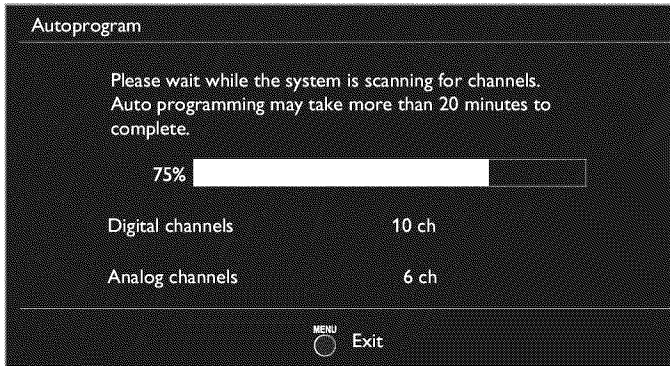 Autoprogram
Please wait while the system is scanning for channels.
Auto programming may take more than 20 minutes to
complete.
75%
Digital channels 10 ch
Analog channels 6 ch
MENU
Exit